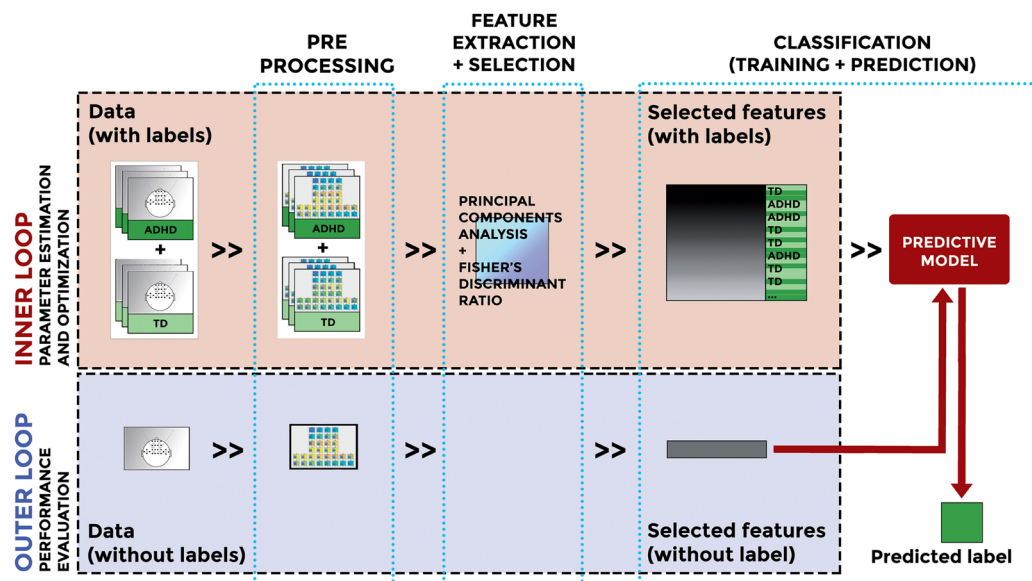 PRE
PROCESSING
FEATURE
EXTRACTION
+ SELECTION
CLASSIFICATION
(TRAINING + PREDICTION)
INNER LOOP
PARAMETER ESTIMATION
AND OPTIMIZATION
Data
(with labels)
ADHD
+
TD
>>
ADHD
+
TD
>>
PRINCIPAL
COMPONENTS
ANALYSIS
+
FISHER'S
DISCRIMINANT
RATIO
>>
Selected features
(with labels)
TD
ADHD
ADHD
TD
TD
ADHD
TD
TD
...
>>
PREDICTIVE
MODEL
OUTER LOOP
PERFORMANCE
EVALUATION
>>
>>
>>
Data
(without labels)
Selected features
(without label)
Predicted label